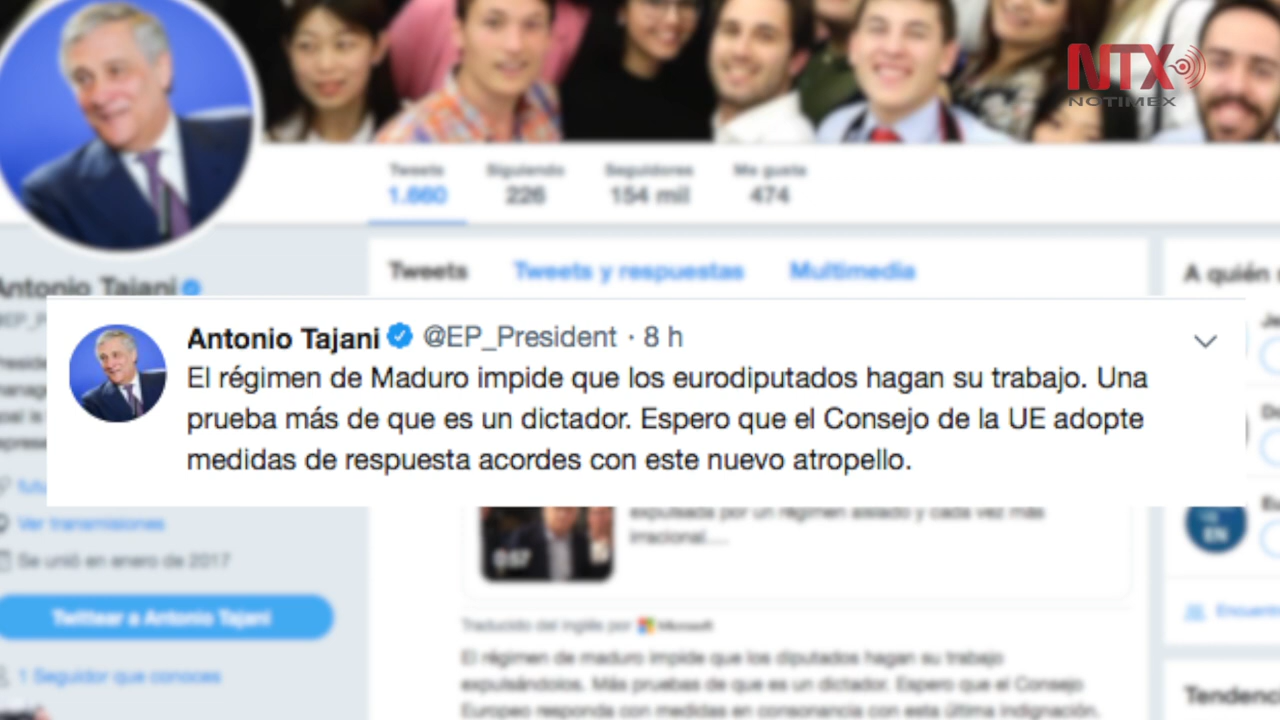 NTX
NOTIMEX
Tweets Siguiendo Seguidores Me gusta
1.660 226 154 mil 474
Antonio Tajani
Tweets Tweets y respuestas Multimedia
A quién
Antonio Tajani @EP_President · 8 h
El régimen de Maduro impide que los eurodiputados hagan su trabajo. Una
prueba más de que es un dictador. Espero que el Consejo de la UE adopte
medidas de respuesta acordes con este nuevo atropello.
Ver transmisiones
Se unió en enero de 2017
Twittear a Antonio Tajani
1 Seguidor que conoces
expulsada por un régimen aislado y cada vez más
irracional....
0:57
EN
Traducido del inglés por Microsoft
El régimen de maduro impide que los diputados hagan su trabajo
expulsándolos. Más pruebas de que es un dictador. Espero que el Consejo
Europeo responda con medidas en consonancia con esta última indignación.
Tendenc